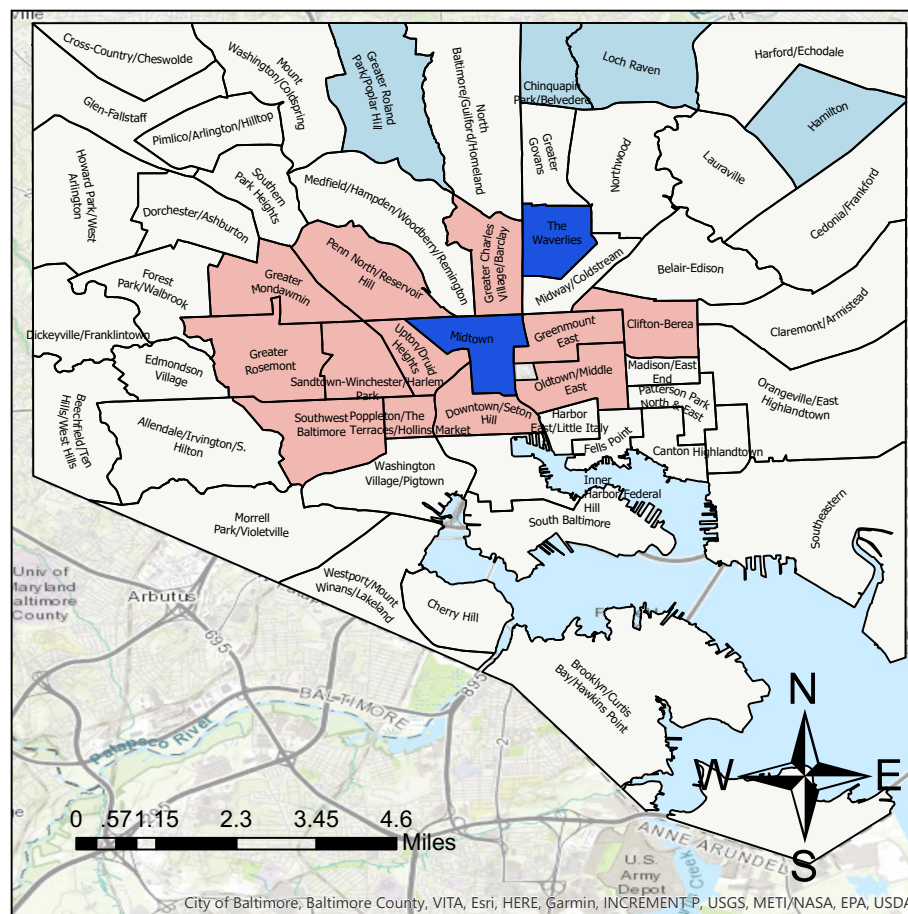 Cross-Country/Cheswolde
Mount
Washington/Coldspring
Greater Roland
Park/Poplar Hill
North
Baltimore/Guilford/Homeland
Chinquapin
Park/Belvedere
Loch Raven
Harford/Echodale
Hamilton
Glen-Fallstaff
Pimlico/Arlington/Hilltop
Greater
Govans
Northwood
Lauraville
Howard Park/West
Arlington
Southern
Park Heights
Medfield/Hampden/Woodberry/Remington
Cedonia/Frankford
Dorchester/Ashburton
Greater Charles
Village/Barclay
The
Waverlies
Penn North/Reservoir
Hill
Forest
Park/Walbrook
Greater
Mondawmin
Midway/Coldstream
Belair-Edison
Claremont/Armistead
Dickeyville/Franklintown
Midtown
Greenmount
East
Clifton-Berea
Upton/Druid
Heights
Edmondson
Village
Greater
Rosemont
Madison/East
End
Sandtown-Winchester/Harlem
Park
Oldtown/Middle
East
Patterson Park
North & East
Orangeville/East
Highlandtown
Beechfield/Ten
Hills/West Hills
Allendale/Irvington/S.
Hilton
Southwest
Baltimore
Poppleton/The
Terraces/Hollins Market
Downtown/Seton
Hill
Harbor
East/Little Italy
Fells Point
Canton
Highlandtown
Washington
Village/Pigtown
Inner
Harbor/Federal
Hill
South Baltimore
Southeastern
Morrell
Park/Violetville
Westport/Mount
Winans/Lakeland
Cherry Hill
Brooklyn/Curtis
Bay/Hawkins Point
Univ of
Maryland
Baltimore
County
Arbutus
695
895
BALTIMORE
Patapsco River
2
N
W
E
S
0 .57 1.15 2.3 3.45 4.6
Miles
ANNE ARUNDEL
U.S.
Army
Depot
City of Baltimore, Baltimore County, VITA, Esri, HERE, Garmin, INCREMENT P, USGS, METI/NASA, EPA, USDA